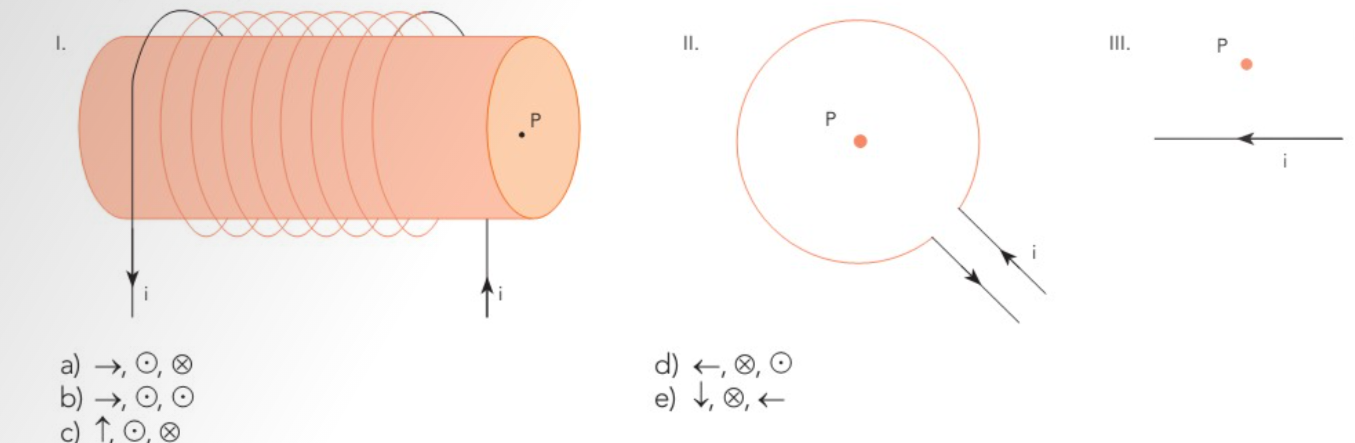 I.
P
i
i
II.
P
i
III.
P
i
a) →, ⊙, ⊗
b) →, ⊙, ⊙
c) ↑, ⊙, ⊗
d) ←, ⊗, ⊙
e) ↓, ⊗, ←